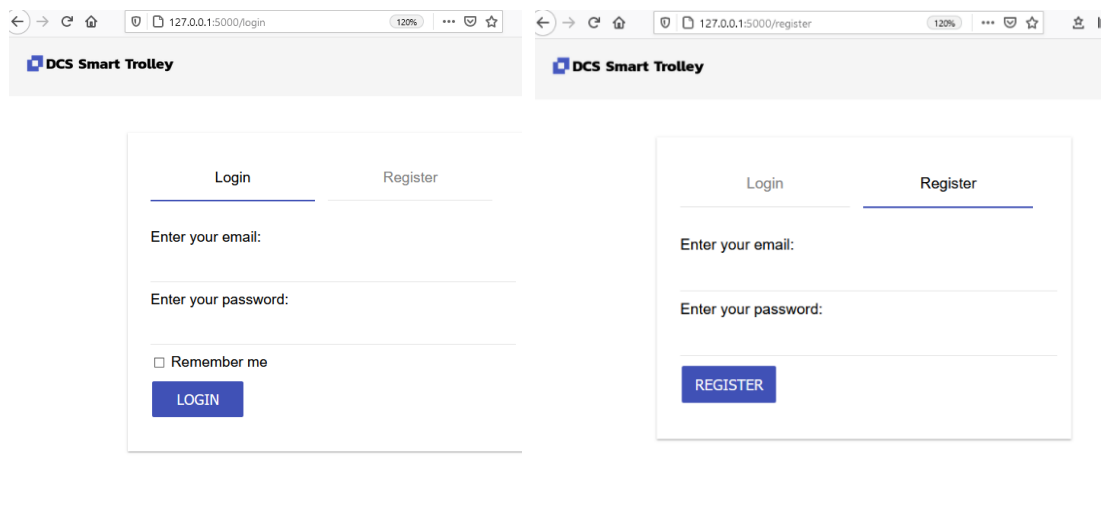 127.0.0.1:5000/login
120%
DCS Smart Trolley
Login
Register
Enter your email:
Enter your password:
Remember me
LOGIN
127.0.0.1:5000/register
120%
DCS Smart Trolley
Login
Register
Enter your email:
Enter your password:
REGISTER